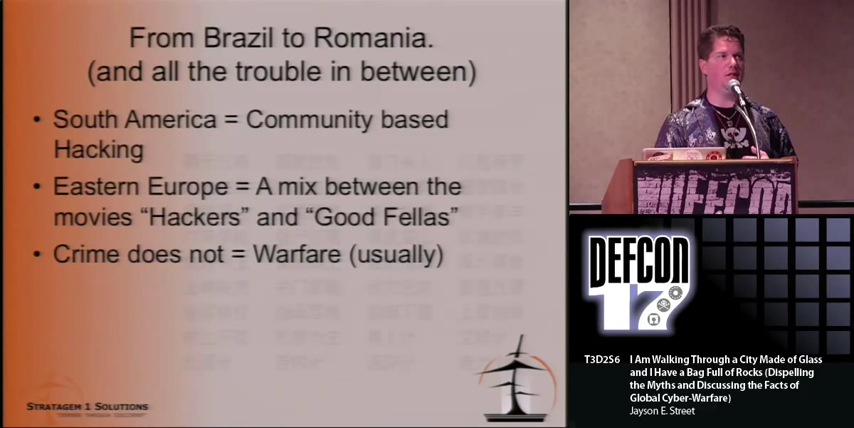 From Brazil to Romania.
(and all the trouble in between)
• South America = Community based
Hacking
• Eastern Europe = A mix between the
movies “Hackers” and “Good Fellas”
• Crime does not = Warfare (usually)
STRATAGEM 1 SOLUTIONS
DEFCON
DEFCON
17
T3D2S6 I Am Walking Through a City Made of Glass
and I Have a Bag Full of Rocks (Dispelling
the Myths and Discussing the Facts of
Global Cyber-Warfare)
Jayson E. Street